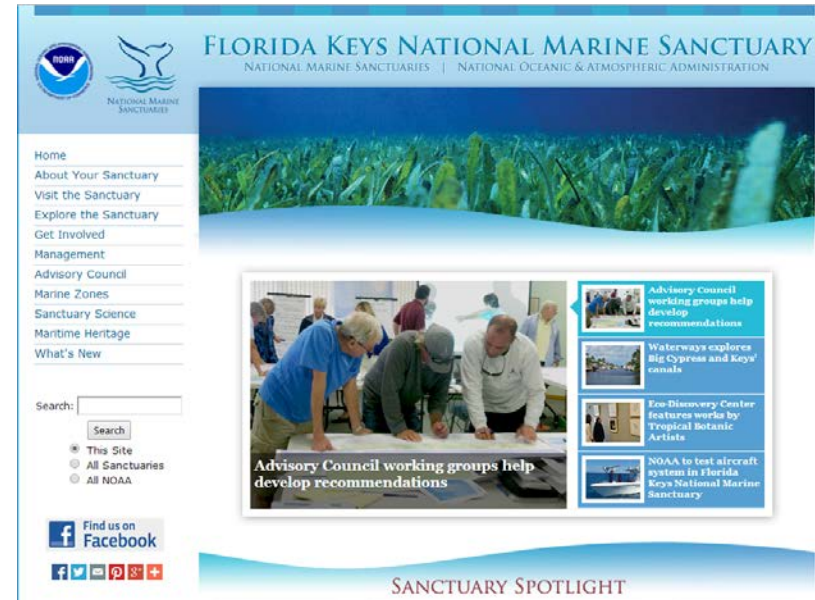 FLORIDA KEYS NATIONAL MARINE SANCTUARY
NATIONAL MARINE SANCTUARIES | NATIONAL OCEANIC & ATMOSPHERIC ADMINISTRATION
NOAA
NATIONAL MARINE
SANCTUARIES
Home
About Your Sanctuary
Visit the Sanctuary
Explore the Sanctuary
Get Involved
Management
Advisory Council
Marine Zones
Sanctuary Science
Maritime Heritage
What's New
Search:
Search
This Site
All Sanctuaries
All NOAA
Find us on
Facebook
Advisory Council working groups help
develop recommendations
Advisory Council
working groups help
develop
recommendations
Waterways explores
Big Cypress and Keys'
canals
Eco-Discovery Center
features works by
Tropical Botanic
Artists
NOAA to test aircraft
system in Florida
Keys National Marine
Sanctuary
SANCTUARY SPOTLIGHT